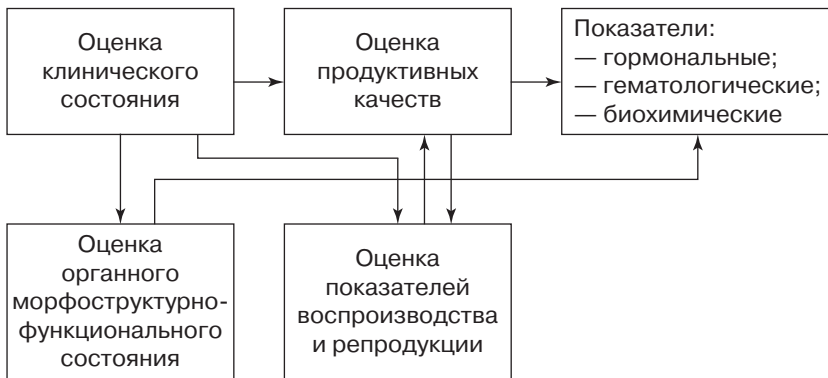 Оценка
клинического
состояния
Оценка
продуктивных
качеств
Показатели:
— гормональные;
— гематологические;
— биохимические
Оценка
органного
морфоструктурно-
функционального
состояния
Оценка
показателей
воспроизводства
и репродукции